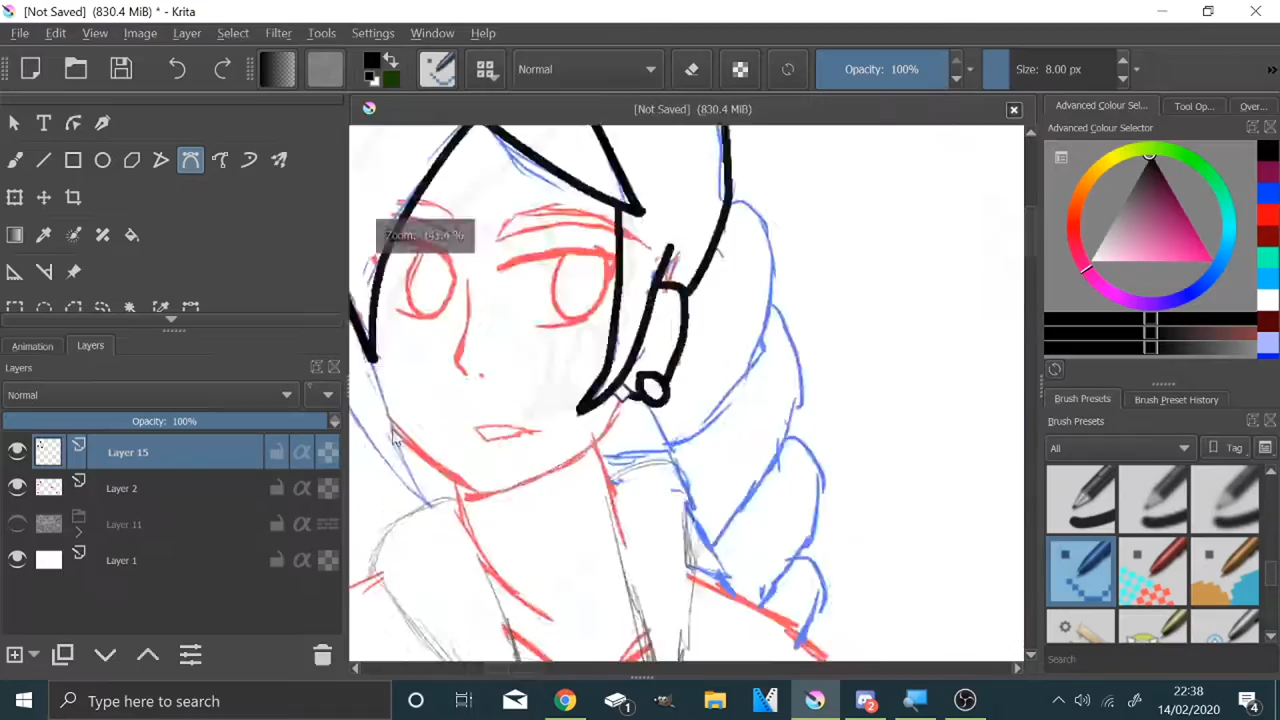 [Not Saved] (830.4 MiB) * - Krita
File Edit View Image Layer Select Filter Tools Settings Window Help
Normal
Opacity: 100%
Size: 8.00 px
[Not Saved] (830.4 MiB)
Advanced Colour Sel...
Tool Op...
Over...
Advanced Colour Selector
Animation
Layers
Layers
Normal
Opacity: 100%
Layer 15
Layer 2
Layer 11
Layer 1
Brush Presets
Brush Preset History
Brush Presets
All
Tag
Search
Type here to search
1
2
22:38
14/02/2020
4